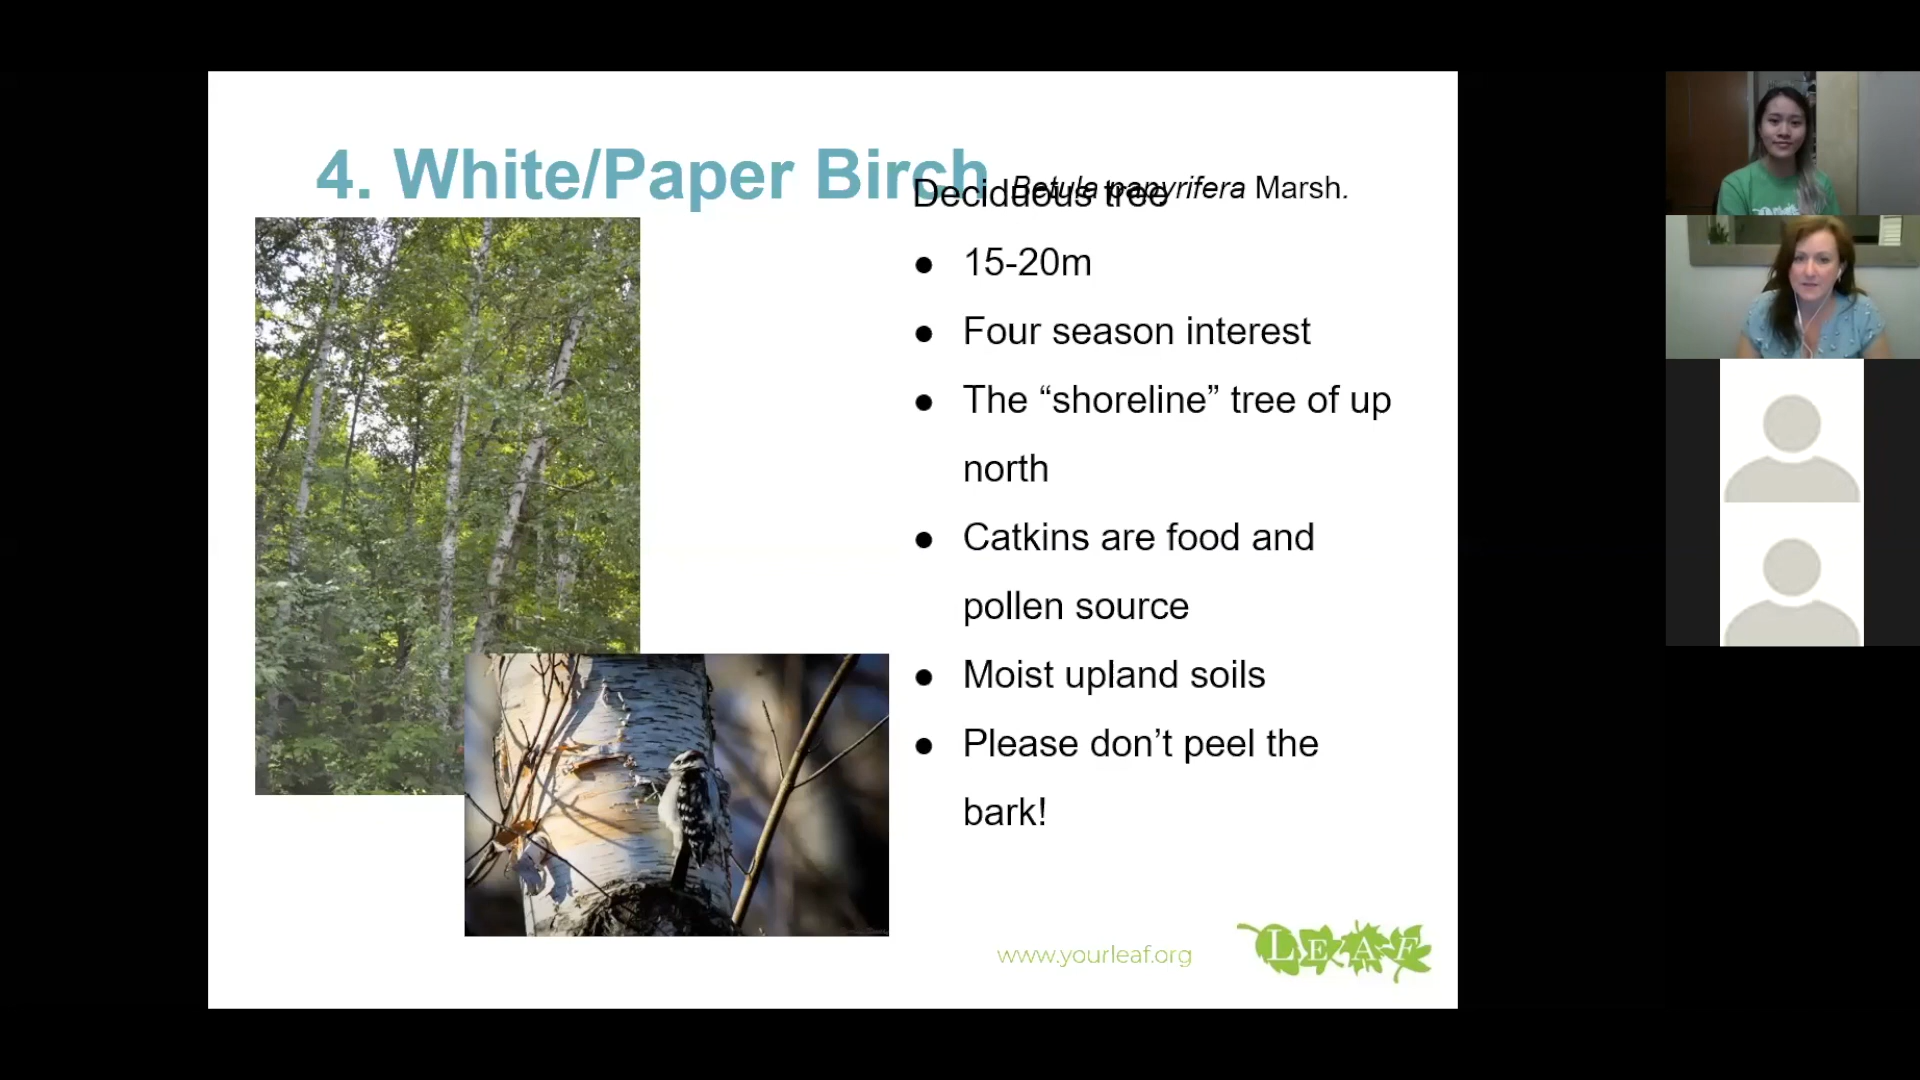 4. White/Paper Birch Betula papyrifera Marsh.
Deciduous tree
● 15-20m
● Four season interest
● The “shoreline” tree of up
north
● Catkins are food and
pollen source
● Moist upland soils
● Please don’t peel the
bark!
www.yourleaf.org
LEAF